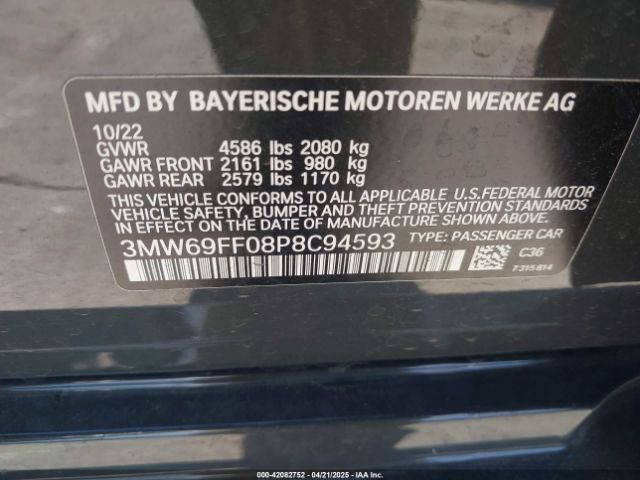 MFD BY BAYERISCHE MOTOREN WERKE AG
10/22
GVWR 4586 lbs 2080 kg
GAWR FRONT 2161 lbs 980 kg
GAWR REAR 2579 lbs 1170 kg
THIS VEHICLE CONFORMS TO ALL APPLICABLE U.S.FEDERAL MOTOR
VEHICLE SAFETY, BUMPER, AND THEFT PREVENTION STANDARDS
IN EFFECT ON THE DATE OF MANUFACTURE SHOWN ABOVE.
3MW69FF08P8C94593 TYPE: PASSENGER CAR
C36
7315814
000-42082752 - 04/21/2025 - IAAI Inc.